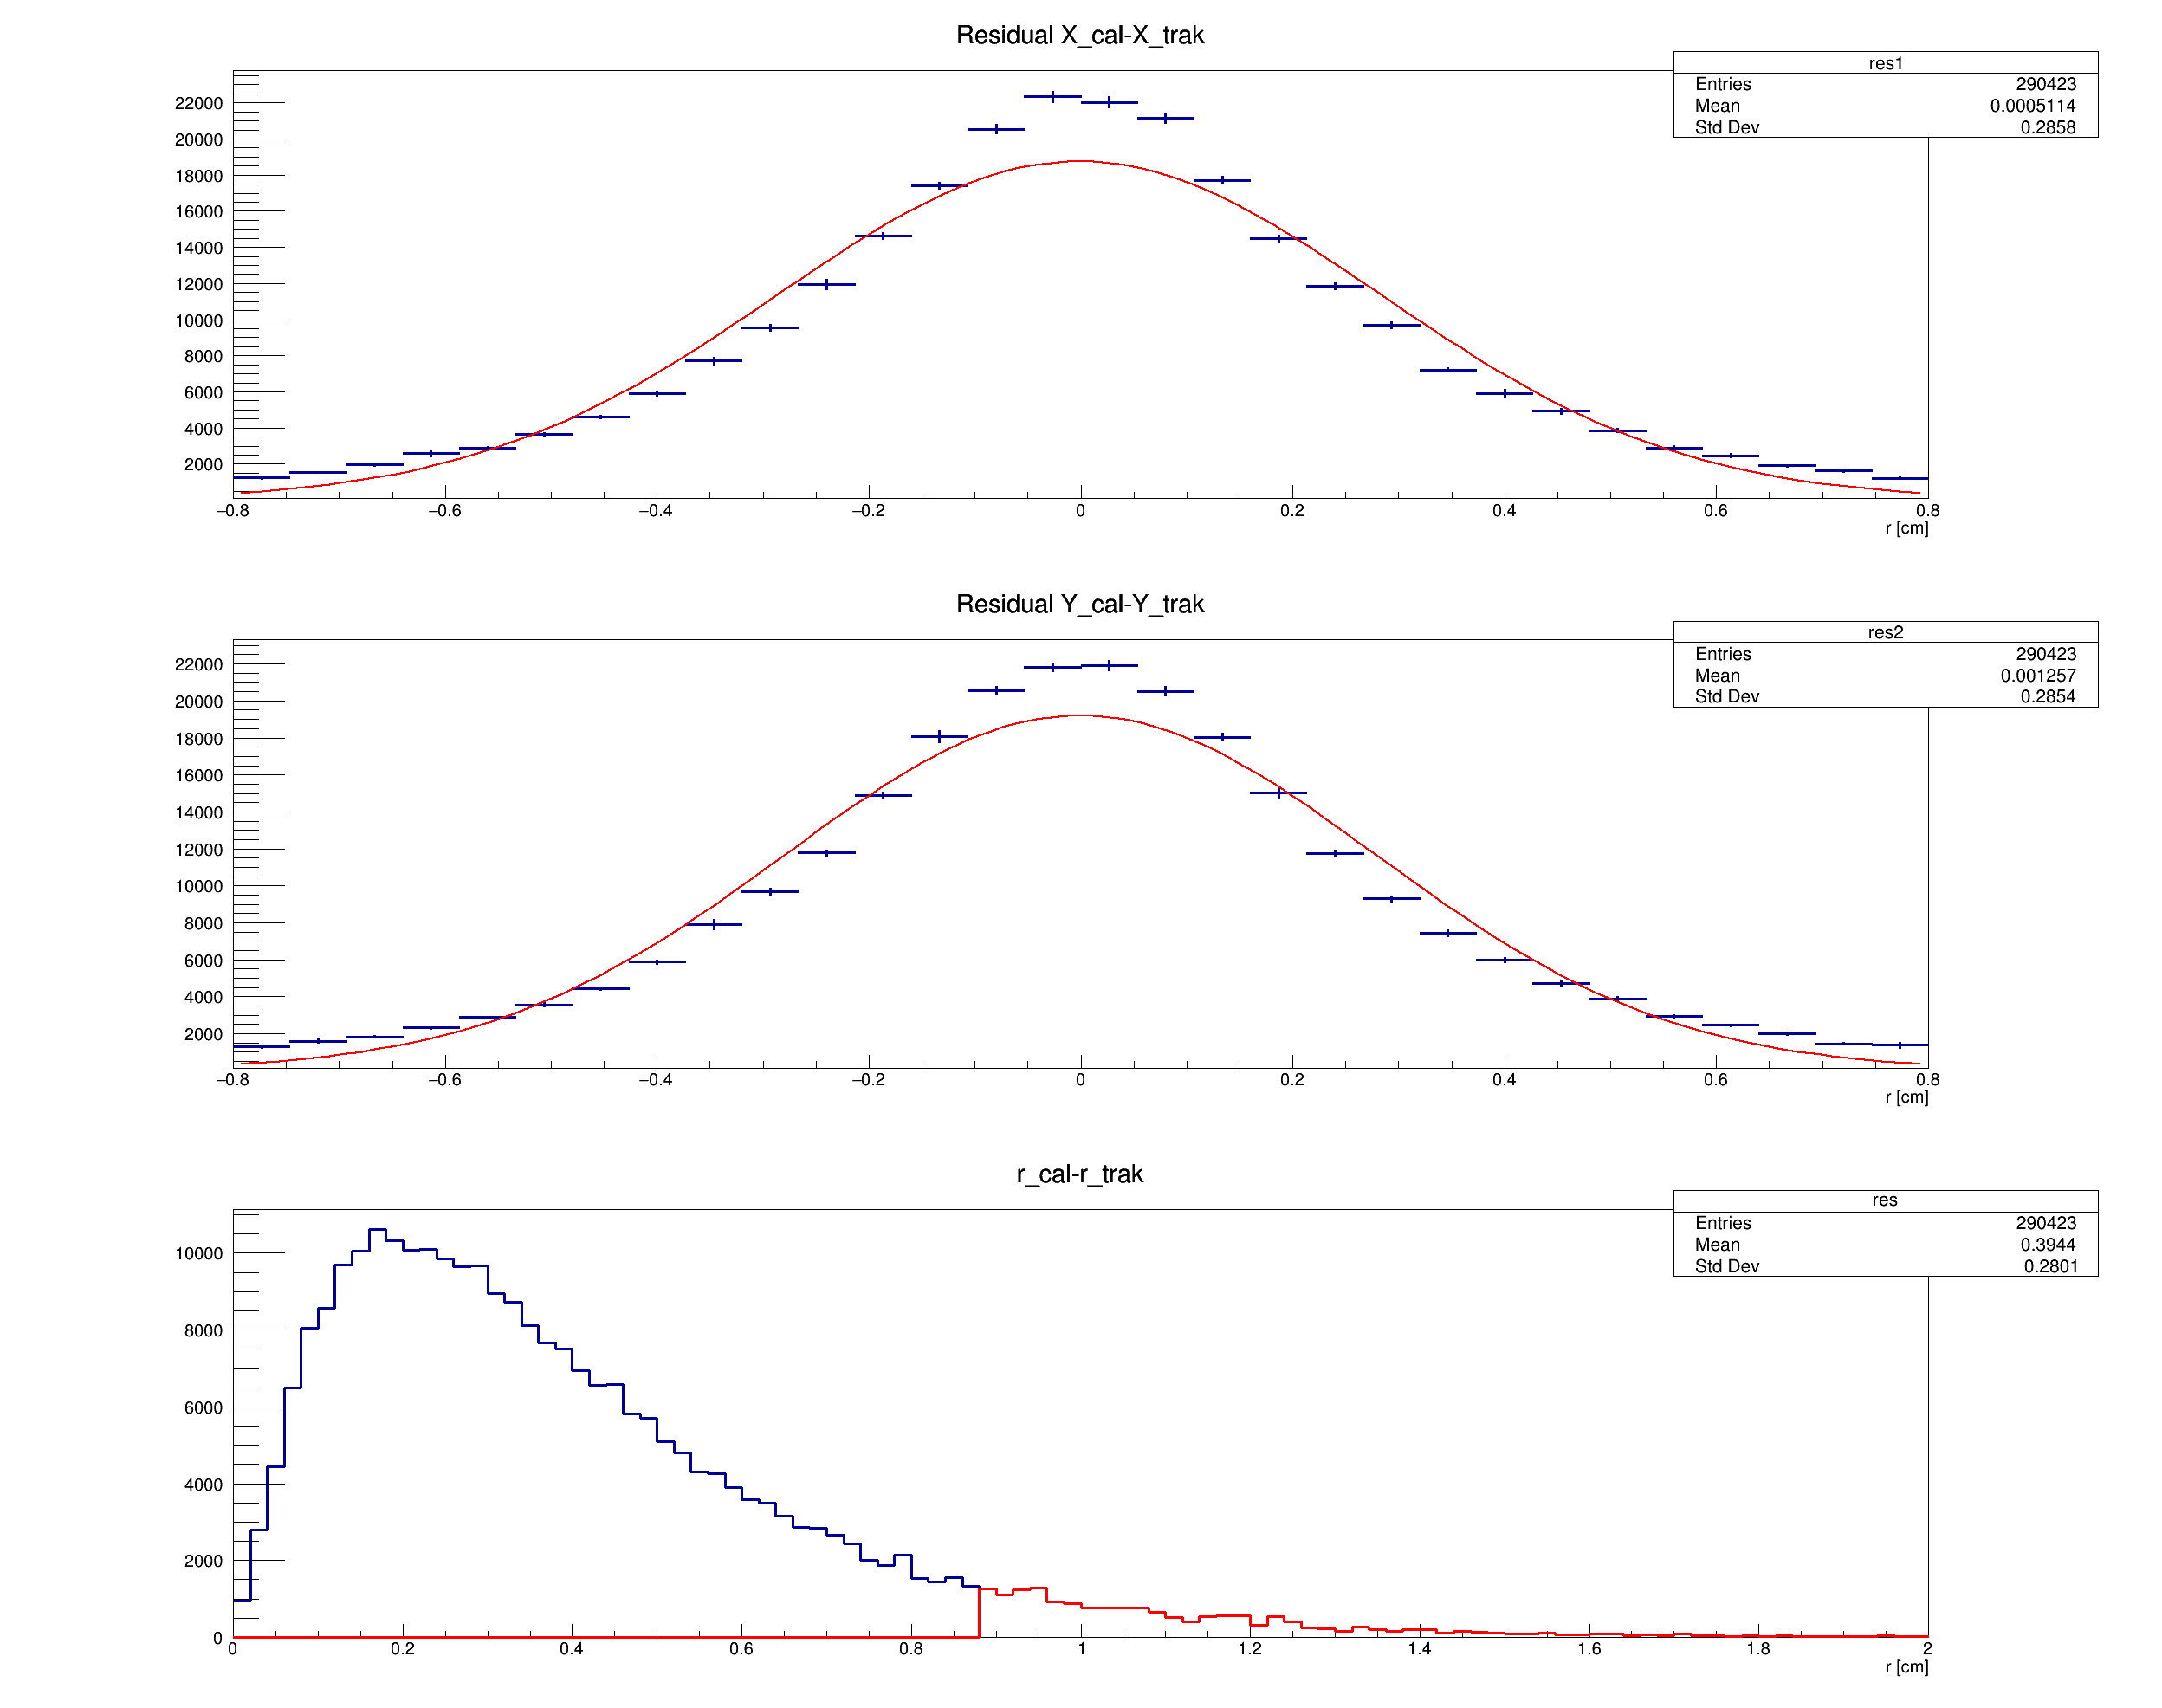 Residual X_cal-X_trak
res1
Entries 290423
Mean 0.0005114
Std Dev 0.2858
22000
20000
18000
16000
14000
12000
10000
8000
6000
4000
2000
−0.8 −0.6 −0.4 −0.2 0 0.2 0.4 0.6 0.8
r [cm]
Residual Y_cal-Y_trak
res2
Entries 290423
Mean 0.001257
Std Dev 0.2854
22000
20000
18000
16000
14000
12000
10000
8000
6000
4000
2000
−0.8 −0.6 −0.4 −0.2 0 0.2 0.4 0.6 0.8
r [cm]
r_cal-r_trak
res
Entries 290423
Mean 0.3944
Std Dev 0.2801
10000
8000
6000
4000
2000
0
0 0.2 0.4 0.6 0.8 1 1.2 1.4 1.6 1.8 2
r [cm]